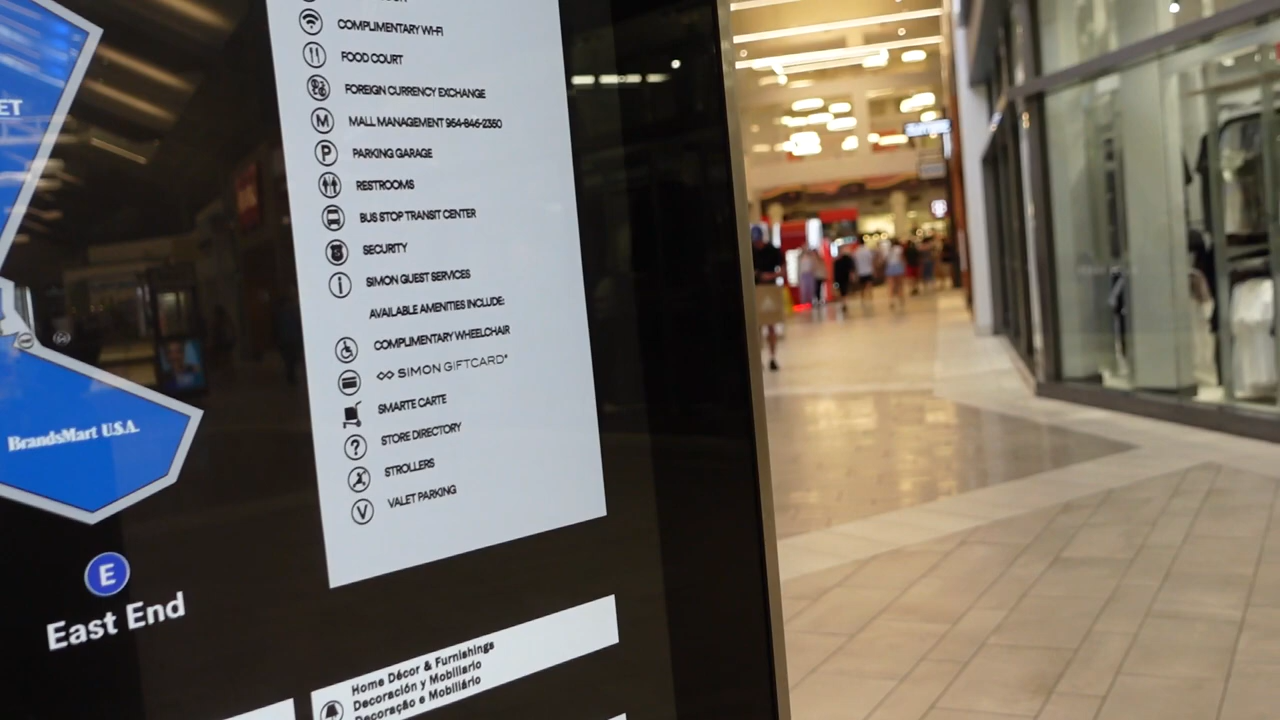 COMPLIMENTARY WI-FI
FOOD COURT
FOREIGN CURRENCY EXCHANGE
M MALL MANAGEMENT 954-846-2350
P PARKING GARAGE
RESTROOMS
BUS STOP TRANSIT CENTER
SECURITY
i SIMON GUEST SERVICES
AVAILABLE AMENITIES INCLUDE:
COMPLIMENTARY WHEELCHAIR
SIMON GIFTCARD®
SMARTE CARTE
? STORE DIRECTORY
STROLLERS
V VALET PARKING
BrandsMart U.S.A.
E
East End
Home Décor & Furnishings
Decoración y Mobiliario
Decoração e Mobiliário